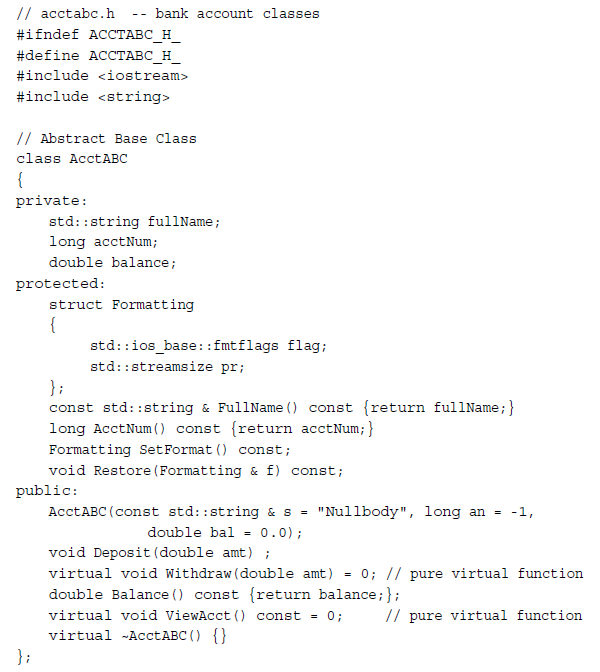 // acctabc.h  -- bank account classes
#ifndef ACCTABC_H_
#define ACCTABC_H_
#include <iostream>
#include <string>

// Abstract Base Class
class AcctABC
{
private:
    std::string fullName;
    long acctNum;
    double balance;
protected:
    struct Formatting
    {
         std::ios_base::fmtflags flag;
         std::streamsize pr;
    };
    const std::string & FullName() const {return fullName;}
    long AcctNum() const {return acctNum;}
    Formatting SetFormat() const;
    void Restore(Formatting & f) const;
public:
    AcctABC(const std::string & s = "Nullbody", long an = -1,
                double bal = 0.0);
    void Deposit(double amt) ;
    virtual void Withdraw(double amt) = 0; // pure virtual function
    double Balance() const {return balance;};
    virtual void ViewAcct() const = 0;     // pure virtual function
    virtual ~AcctABC() {}
};